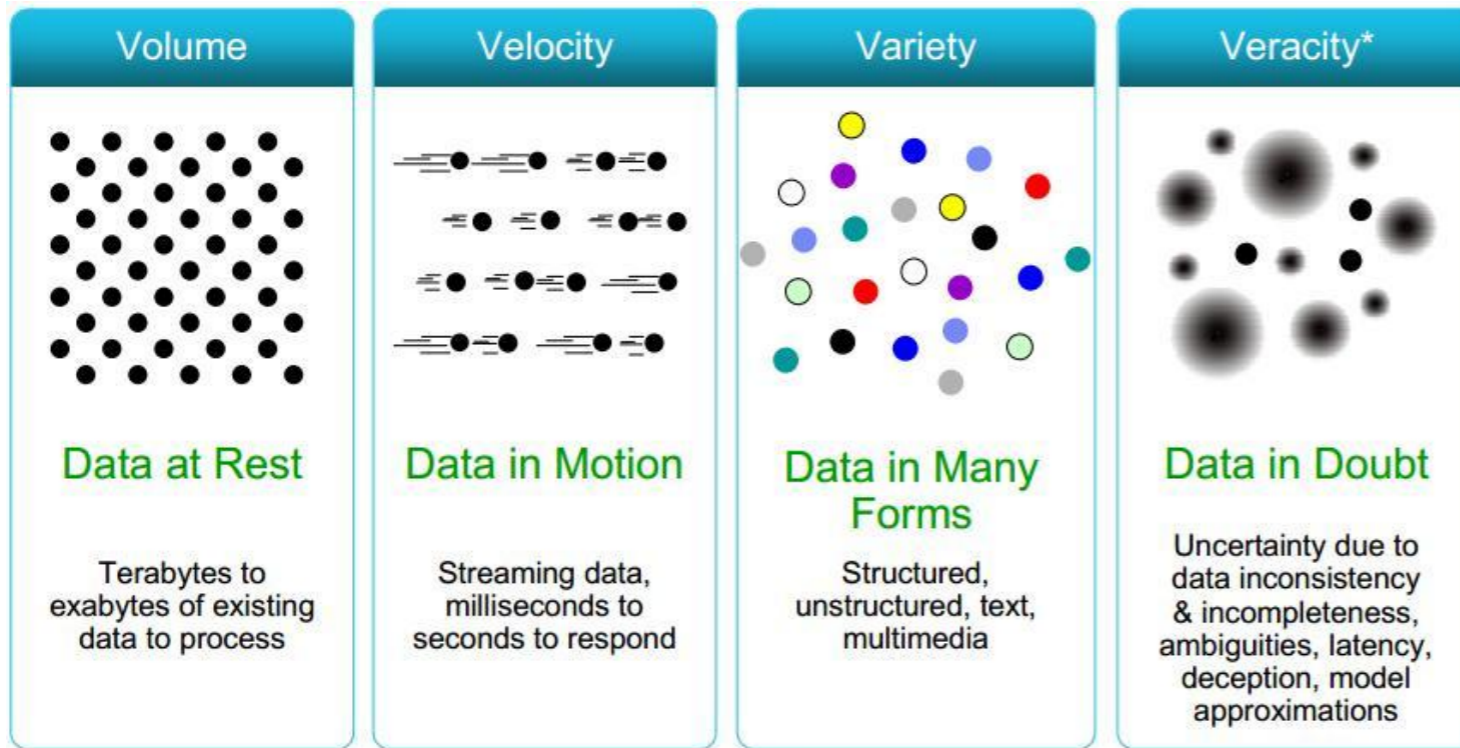 Volume
Data at Rest
Terabytes to
exabytes of existing
data to process
Velocity
Data in Motion
Streaming data,
milliseconds to
seconds to respond
Variety
Data in Many
Forms
Structured,
unstructured, text,
multimedia
Veracity*
Data in Doubt
Uncertainty due to
data inconsistency
& incompleteness,
ambiguities, latency,
deception, model
approximations